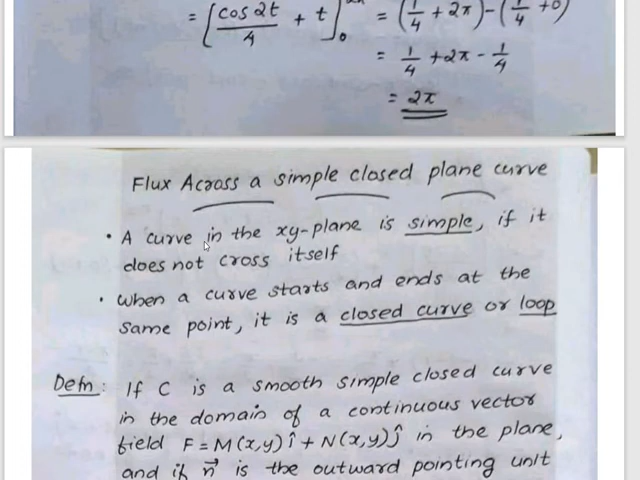 = [cos 2t / 4 + t]₀ = (1/4 + 2π) - (1/4 + 0)
= 1/4 + 2π - 1/4
= 2π
Flux Across a simple closed plane curve
• A curve in the xy-plane is simple, if it
does not cross itself
• When a curve starts and ends at the
same point, it is a closed curve or loop
Defn: If C is a smooth simple closed curve
in the domain of a continuous vector
field F = M(x,y) î + N(x,y) ĵ in the plane,
and if n⃗ is the outward pointing unit